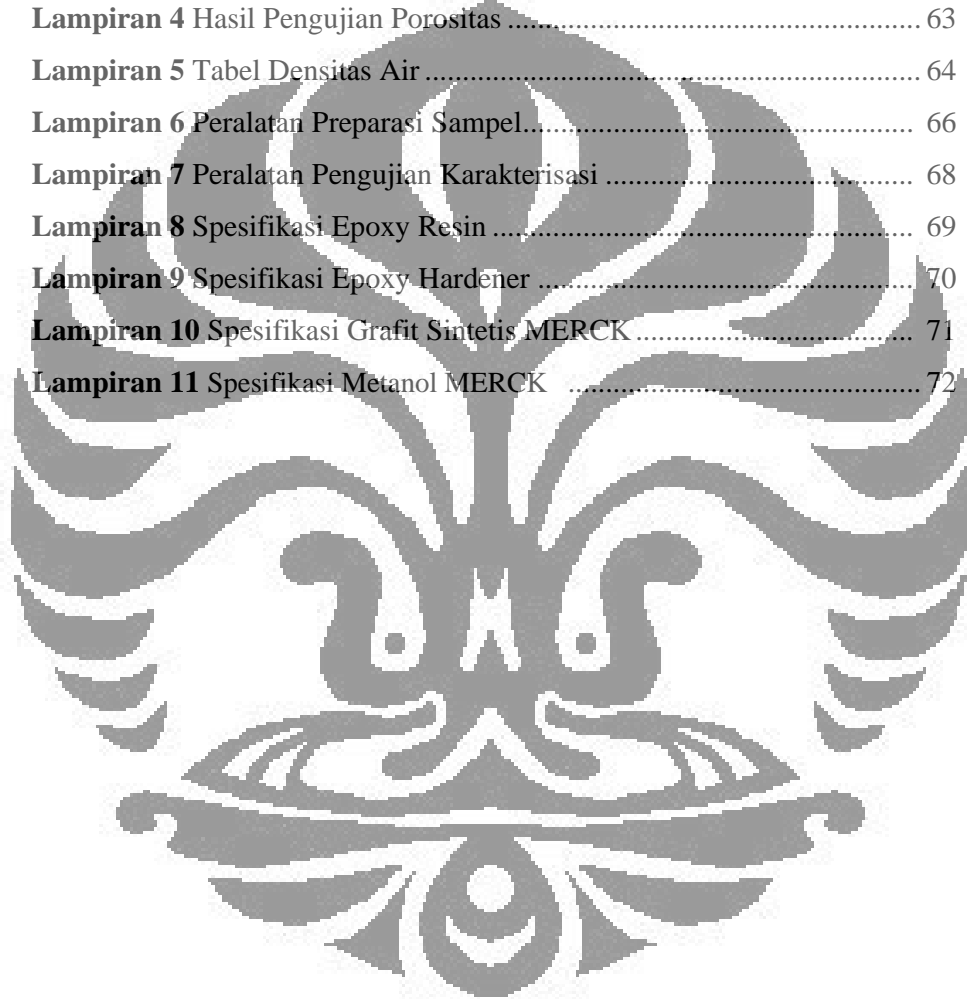 Lampiran 4 Hasil Pengujian Porositas ........................................................ 63
Lampiran 5 Tabel Densitas Air ................................................................... 64
Lampiran 6 Peralatan Preparasi Sampel..................................................... 66
Lampiran 7 Peralatan Pengujian Karakterisasi .......................................... 68
Lampiran 8 Spesifikasi Epoxy Resin ......................................................... 69
Lampiran 9 Spesifikasi Epoxy Hardener ................................................... 70
Lampiran 10 Spesifikasi Grafit Sintetis MERCK ...................................... 71
Lampiran 11 Spesifikasi Metanol MERCK ................................................ 72